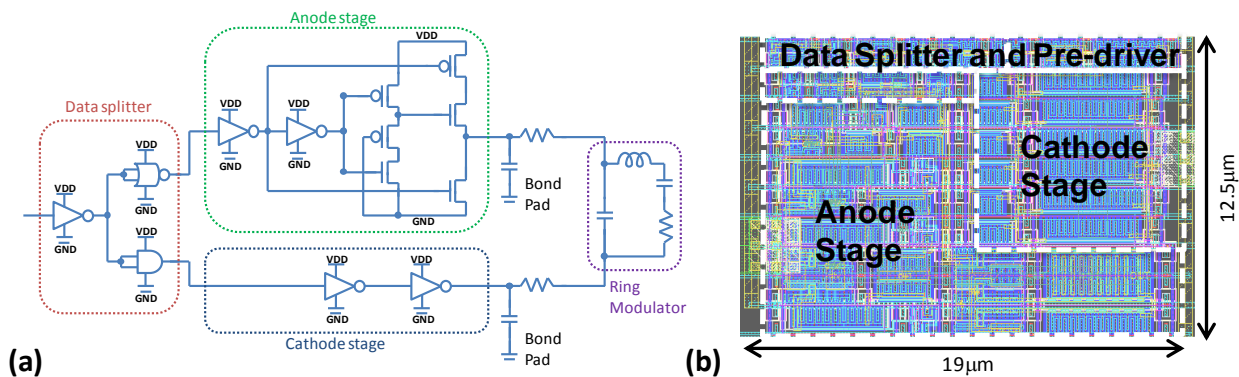 Anode stage
VDD
Data splitter
VDD
VDD
VDD
GND
GND
VDD
GND
GND
VDD
GND
GND
Bond
Pad
VDD
VDD
GND
GND
GND
Cathode stage
Bond
Pad
Ring
Modulator
(a)
Data Splitter and Pre-driver
Cathode
Stage
Anode
Stage
12.5µm
19µm
(b)